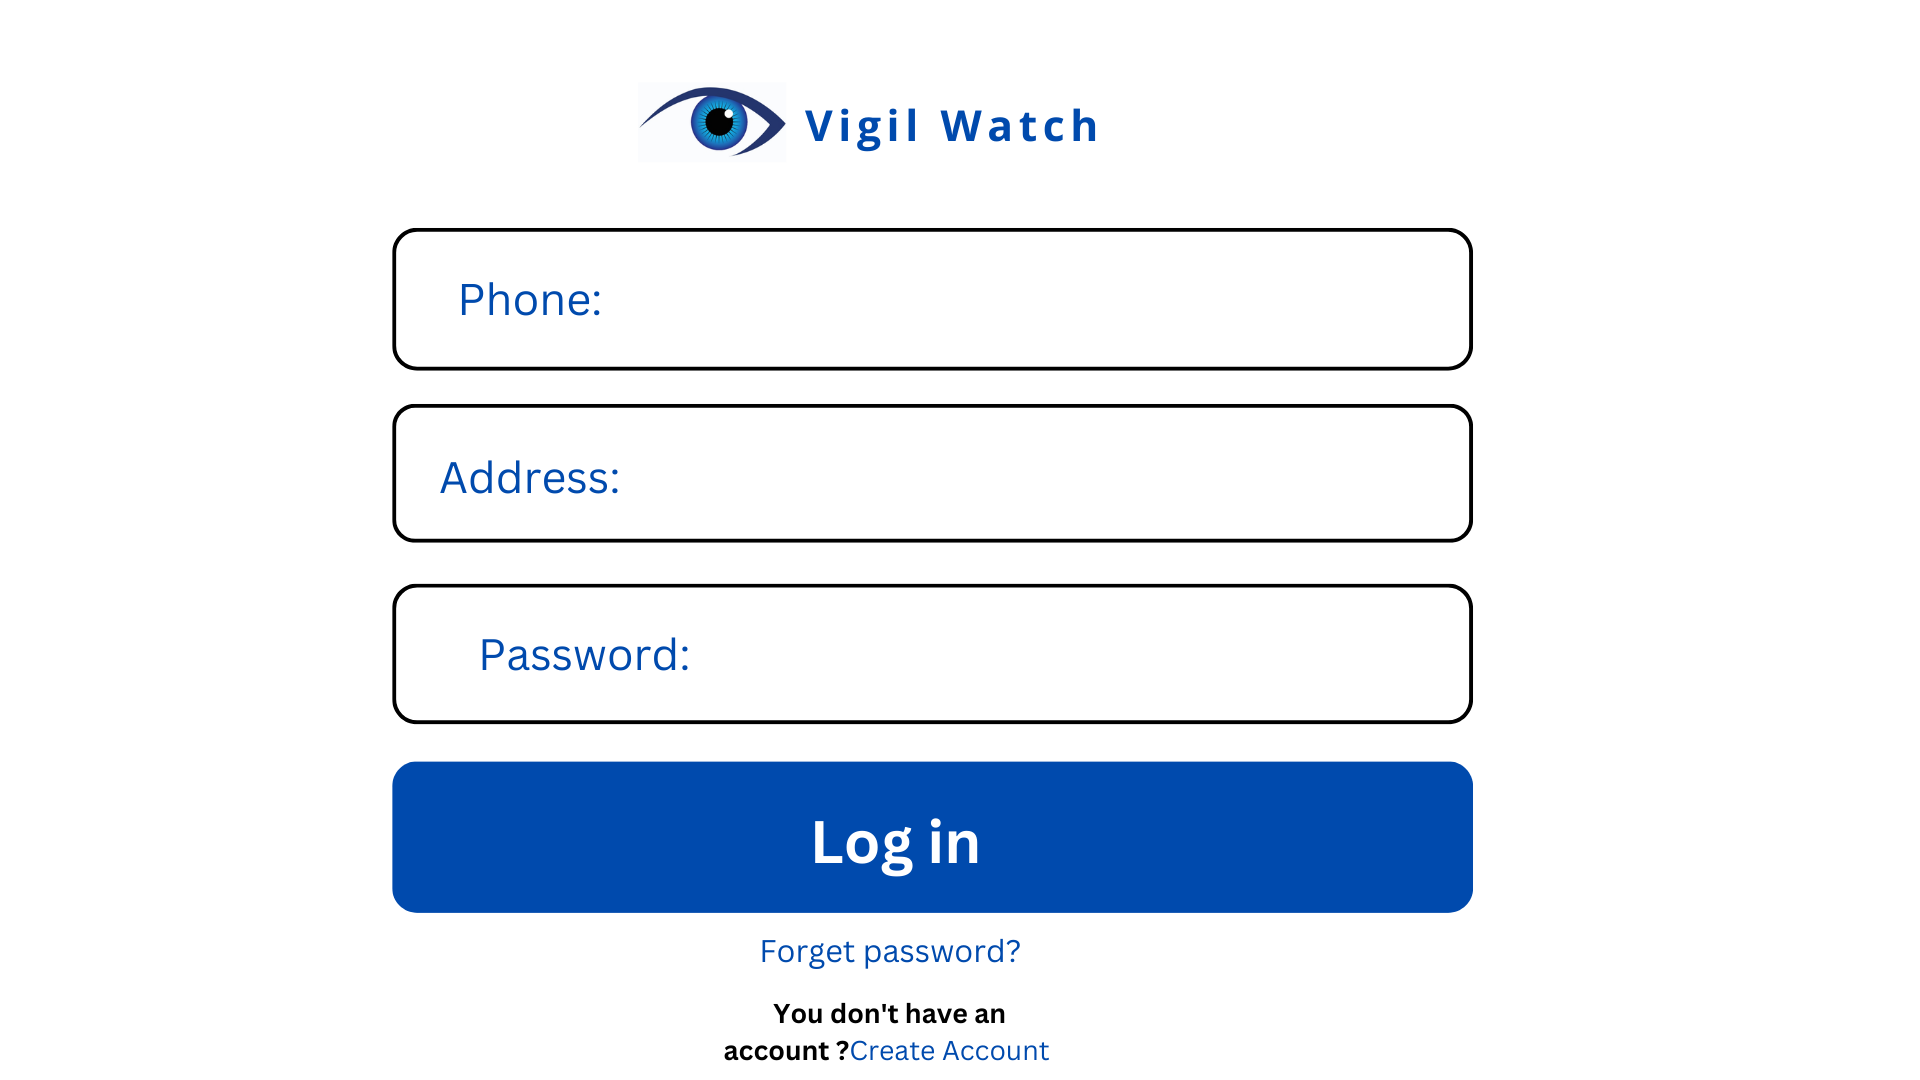 Vigil Watch
Phone:
Address:
Password:
Log in
Forget password?
You don't have an
account ?Create Account